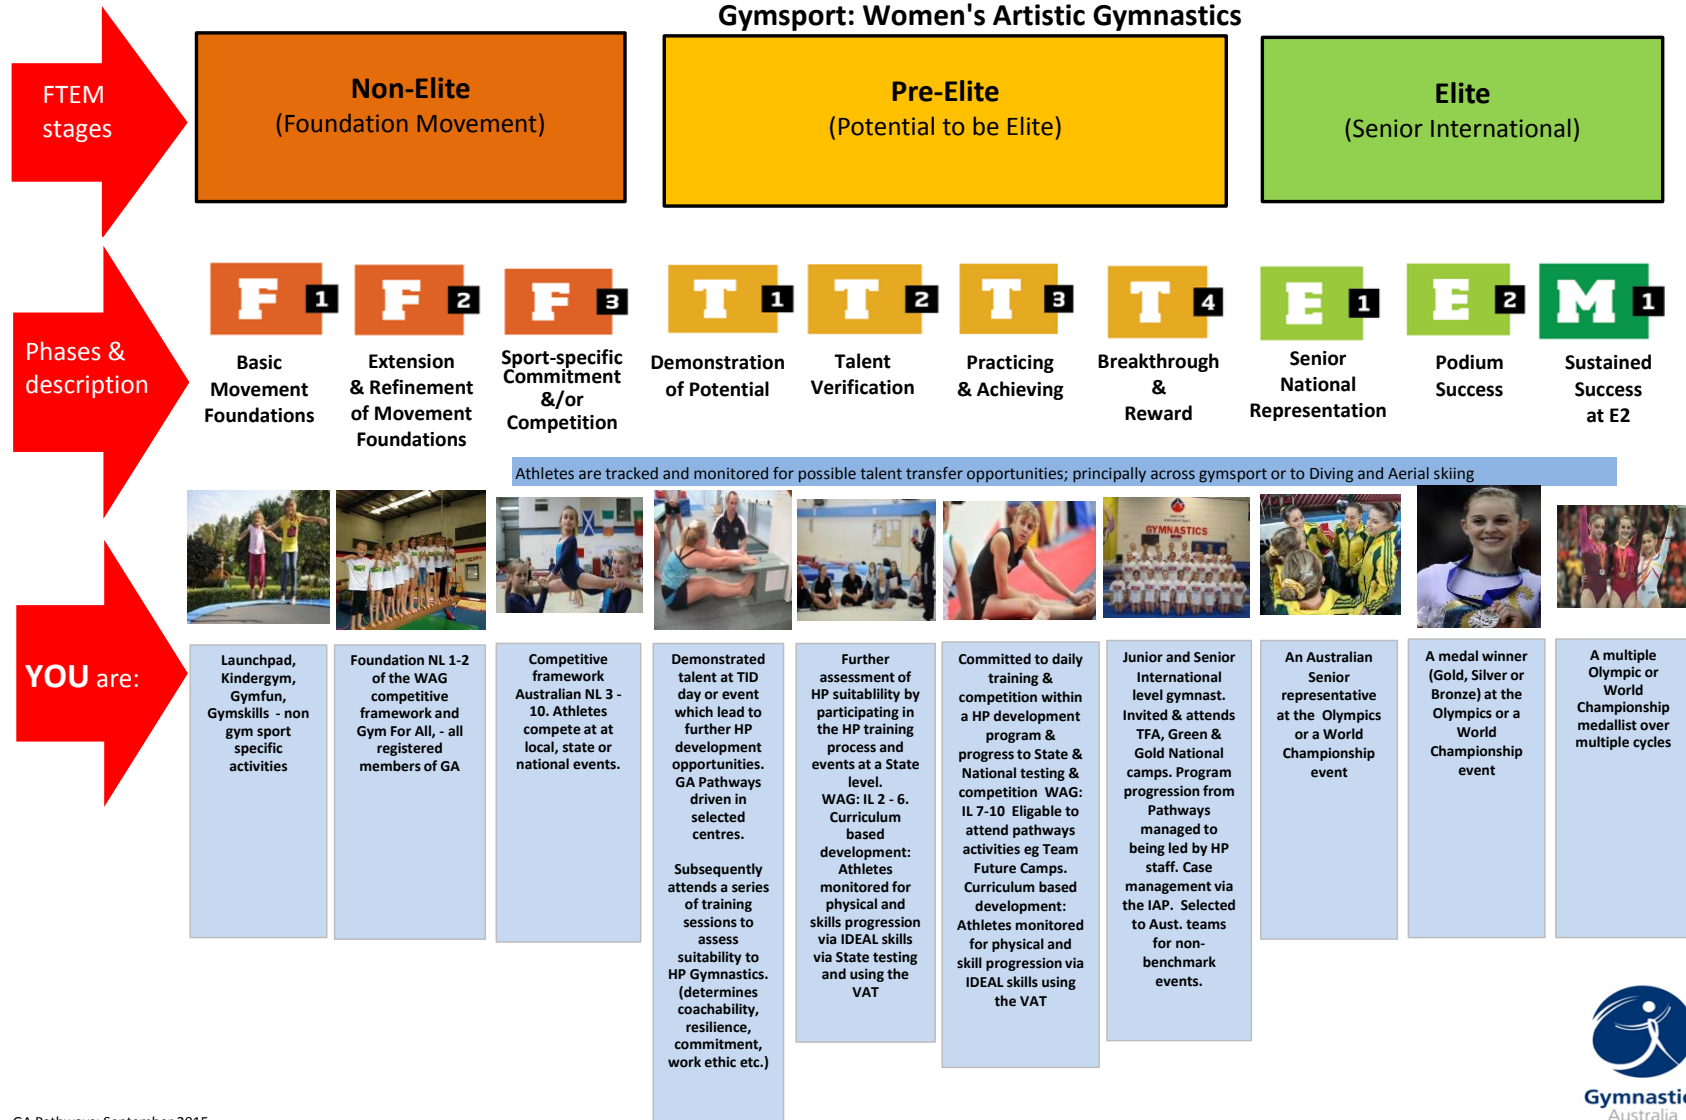 Gymsport: Women's Artistic Gymnastics
FTEM
stages
Non-Elite
(Foundation Movement)
Pre-Elite
(Potential to be Elite)
Elite
(Senior International)
Phases &
description
F 1
Basic
Movement
Foundations
F 2
Extension
& Refinement
of Movement
Foundations
F 3
Sport-specific
Commitment
&/or
Competition
T 1
Demonstration
of Potential
T 2
Talent
Verification
T 3
Practicing
& Achieving
T 4
Breakthrough
&
Reward
E 1
Senior
National
Representation
E 2
Podium
Success
M 1
Sustained
Success
at E2
Athletes are tracked and monitored for possible talent transfer opportunities; principally across gymsport or to Diving and Aerial skiing
GYMNASTICS
YOU are:
Launchpad,
Kindergym,
Gymfun,
Gymskills - non
gym sport
specific
activities
Foundation NL 1-2
of the WAG
competitive
framework and
Gym For All, - all
registered
members of GA
Competitive
framework
Australian NL 3 -
10. Athletes
compete at at
local, state or
national events.
Demonstrated
talent at TID
day or event
which lead to
further HP
development
opportunities.
GA Pathways
driven in
selected
centres.
Subsequently
attends a series
of training
sessions to
assess
suitability to
HP Gymnastics.
(determines
coachability,
resilience,
commitment,
work ethic etc.)
Further
assessment of
HP suitablility by
participating in
the HP training
process and
events at a State
level.
WAG: IL 2 - 6.
Curriculum
based
development:
Athletes
monitored for
physical and
skills progression
via IDEAL skills
via State testing
and using the
VAT
Committed to daily
training &
competition within
a HP development
program &
progress to State &
National testing &
competition WAG:
IL 7-10 Eligable to
attend pathways
activities eg Team
Future Camps.
Curriculum based
development:
Athletes monitored
for physical and
skill progression via
IDEAL skills using
the VAT
Junior and Senior
International
level gymnast.
Invited & attends
TFA, Green &
Gold National
camps. Program
progression from
Pathways
managed to
being led by HP
staff. Case
management via
the IAP. Selected
to Aust. teams
for non-
benchmark
events.
An Australian
Senior
representative
at the Olympics
or a World
Championship
event
A medal winner
(Gold, Silver or
Bronze) at the
Olympics or a
World
Championship
event
A multiple
Olympic or
World
Championship
medallist over
multiple cycles
Gymnasti
Australia
GA Pathways: September 2015